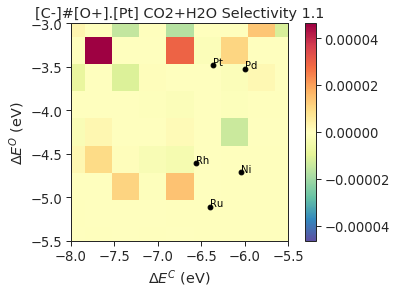 [C-]#[O+].[Pt] CO2+H2O Selectivity 1.1
−3.0
−3.5
−4.0
−4.5
−5.0
−5.5
ΔE^O (eV)
Pt
Pd
Rh
Ni
Ru
−8.0 −7.5 −7.0 −6.5 −6.0 −5.5
ΔE^C (eV)
0.00004
0.00002
0.00000
−0.00002
−0.00004